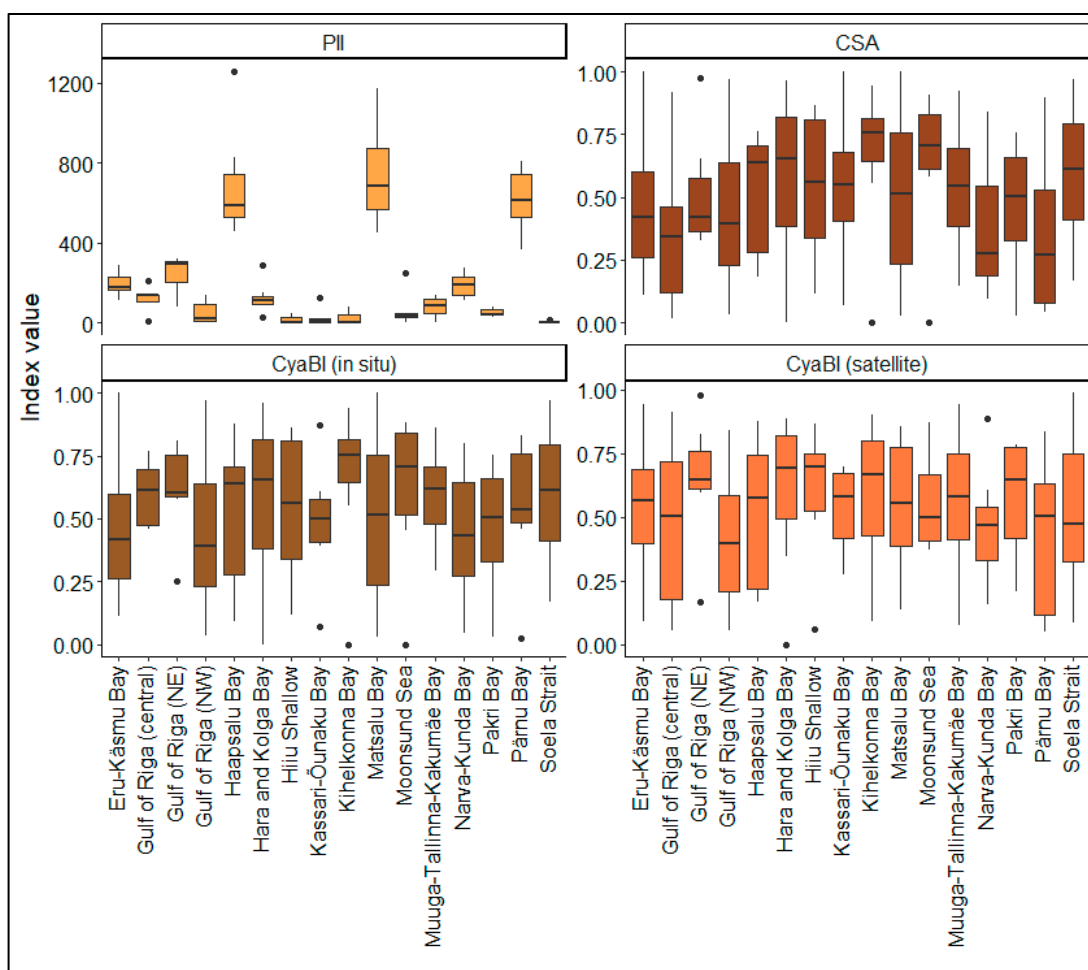 PII
CSA
Index value
1200
800
400
0
1.00
0.75
0.50
0.25
0.00
CyaBI (in situ)
CyaBI (satellite)
1.00
0.75
0.50
0.25
0.00
1.00
0.75
0.50
0.25
0.00
Eru-Käsmu Bay
Gulf of Riga (central)
Gulf of Riga (NE)
Gulf of Riga (NW)
Haapsalu Bay
Hara and Kolga Bay
Hiiu Shallow
Kassari-Õunaku Bay
Kihelkonna Bay
Matsalu Bay
Moonsund Sea
Muuga-Tallinna-Kakumäe Bay
Narva-Kunda Bay
Pakri Bay
Pärnu Bay
Soela Strait
Eru-Käsmu Bay
Gulf of Riga (central)
Gulf of Riga (NE)
Gulf of Riga (NW)
Haapsalu Bay
Hara and Kolga Bay
Hiiu Shallow
Kassari-Õunaku Bay
Kihelkonna Bay
Matsalu Bay
Moonsund Sea
Muuga-Tallinna-Kakumäe Bay
Narva-Kunda Bay
Pakri Bay
Pärnu Bay
Soela Strait